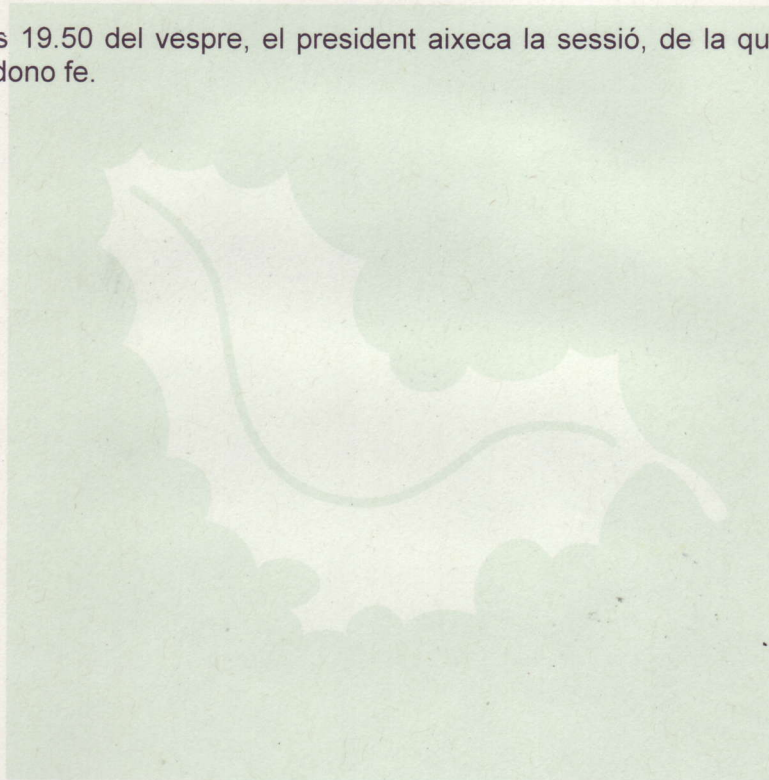 s 19.50 del vespre, el president aixeca la sessió, de la qu
dono fe.